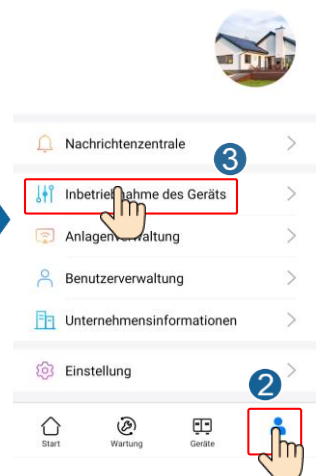 Nachrichtenzentrale
3
Inbetriebnahme des Geräts
Anlagenverwaltung
Benutzerverwaltung
Unternehmensinformationen
Einstellung
2
Start Wartung Geräte